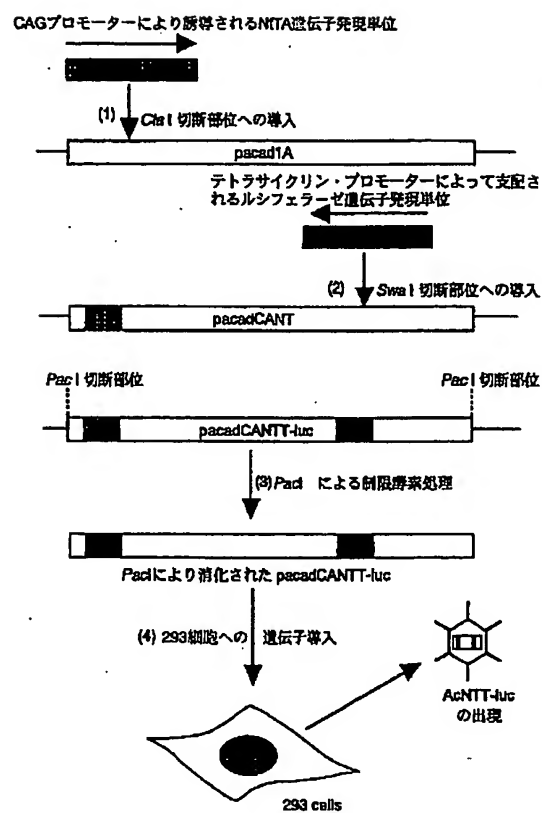 CAGプロモーターにより誘導されるNtTA遺伝子発現単位
(1)
Cla I 切断部位への導入
pacad1A
テトラサイクリン・プロモーターによって支配さ
れるルシフェラーゼ遺伝子発現単位
(2)
Swa I 切断部位への導入
pacadCANT
Pac I 切断部位
Pac I 切断部位
pacadCANTT-luc
(3) PacI による制限酵素処理
PacIにより消化された pacadCANTT-luc
(4) 293細胞への 遺伝子導入
AcNTT-luc
の出現
293 cells